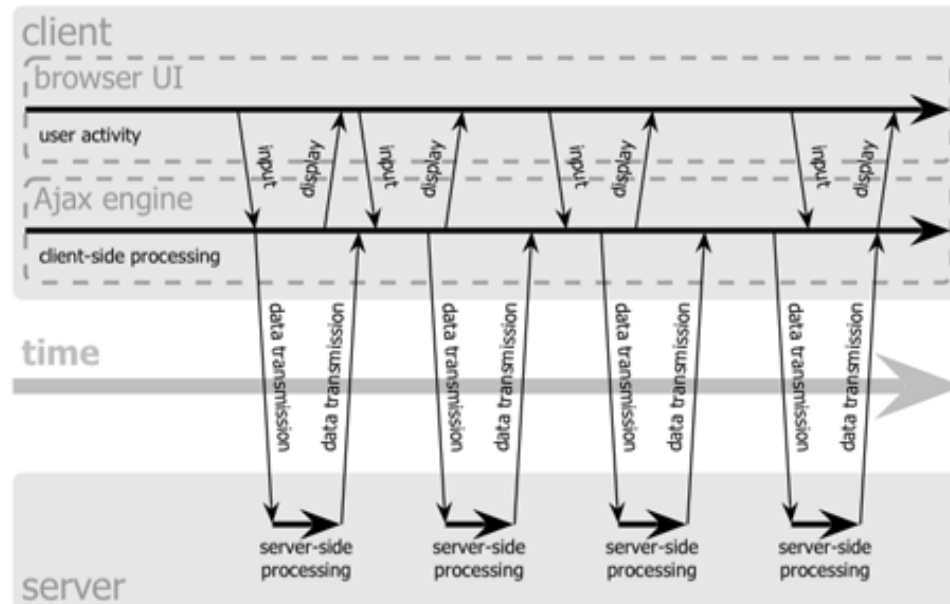 client
browser UI
user activity
input
display
input
display
input
display
input
display
Ajax engine
client-side processing
data transmission
data transmission
data transmission
data transmission
data transmission
data transmission
data transmission
data transmission
time
server-side
processing
server-side
processing
server-side
processing
server-side
processing
server